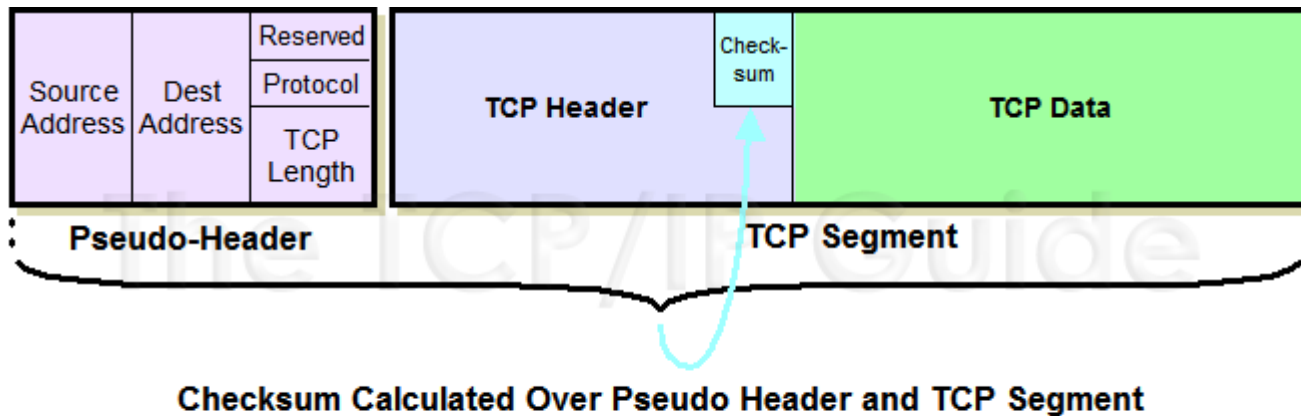 Source
Address
Dest
Address
Reserved
Protocol
TCP
Length
TCP Header
Check-
sum
TCP Data
Pseudo-Header
TCP Segment
The TCP/IP Guide
Checksum Calculated Over Pseudo Header and TCP Segment